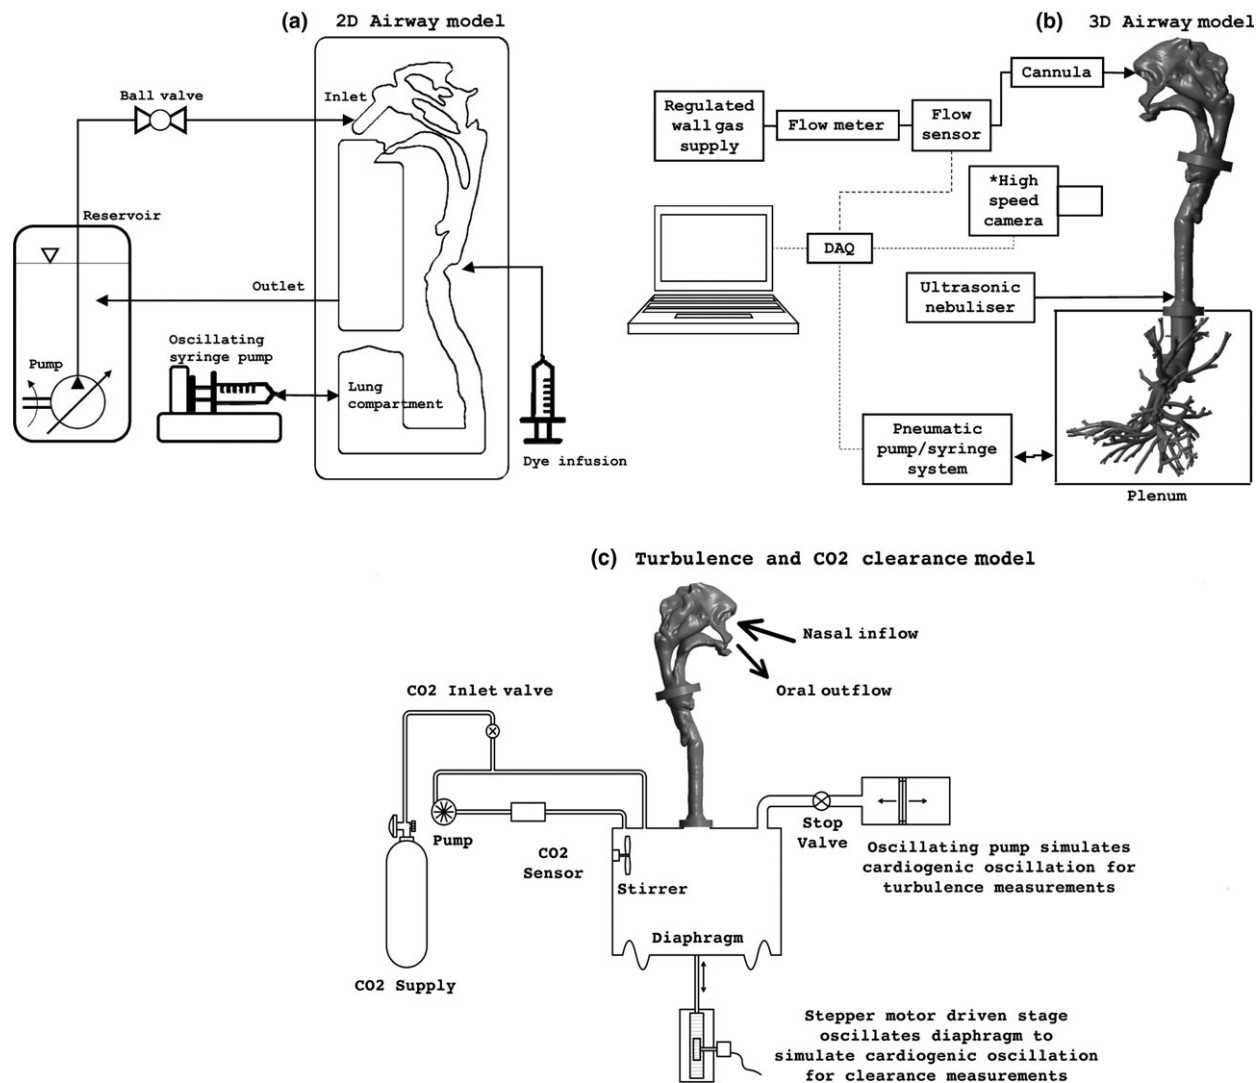 (a) 2D Airway model
Ball valve
Inlet
Reservoir
Outlet
Pump
Oscillating
syringe pump
Lung
compartment
Dye infusion
(b) 3D Airway model
Cannula
Regulated
wall gas
supply
Flow meter
Flow
sensor
*High
speed
camera
DAQ
Ultrasonic
nebuliser
Pneumatic
pump/syringe
system
Plenum
(c) Turbulence and CO2 clearance model
Nasal inflow
Oral outflow
CO2 Inlet valve
Pump
CO2
Sensor
Stirrer
Stop
Valve
Oscillating pump simulates
cardiogenic oscillation for
turbulence measurements
Diaphragm
CO2 Supply
Stepper motor driven stage
oscillates diaphragm to
simulate cardiogenic oscillation
for clearance measurements